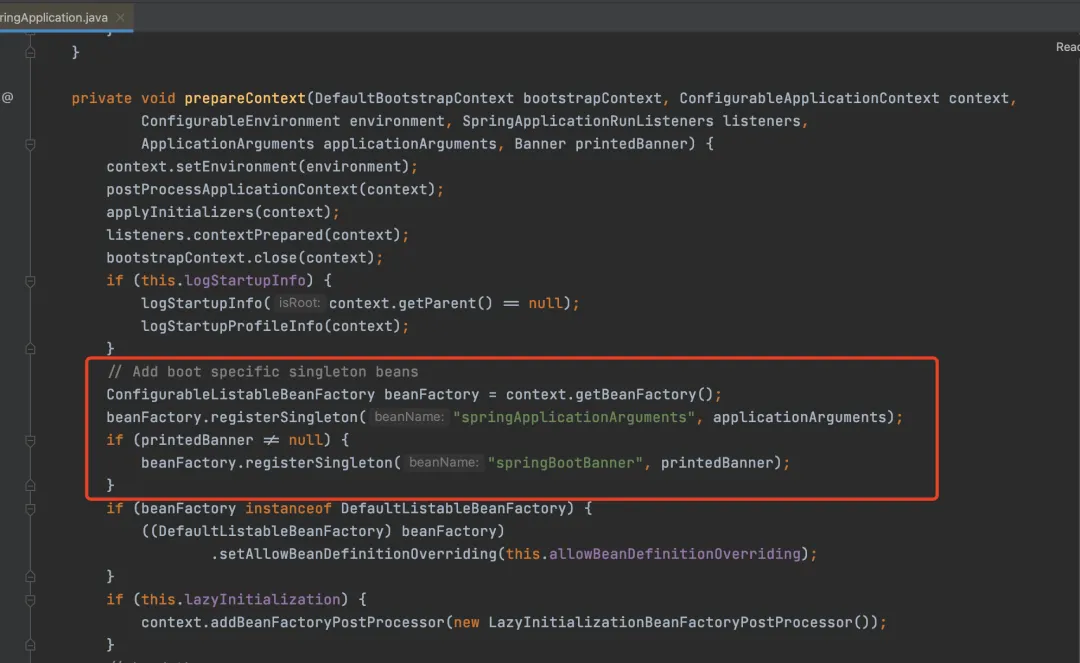 ringApplication.java ×
}
Read
@ private void prepareContext(DefaultBootstrapContext bootstrapContext, ConfigurableApplicationContext context,
ConfigurableEnvironment environment, SpringApplicationRunListeners listeners,
ApplicationArguments applicationArguments, Banner printedBanner) {
context.setEnvironment(environment);
postProcessApplicationContext(context);
applyInitializers(context);
listeners.contextPrepared(context);
bootstrapContext.close(context);
if (this.logStartupInfo) {
logStartupInfo( isRoot: context.getParent() == null);
logStartupProfileInfo(context);
}
// Add boot specific singleton beans
ConfigurableListableBeanFactory beanFactory = context.getBeanFactory();
beanFactory.registerSingleton( beanName: "springApplicationArguments", applicationArguments);
if (printedBanner != null) {
beanFactory.registerSingleton( beanName: "springBootBanner", printedBanner);
}
if (beanFactory instanceof DefaultListableBeanFactory) {
((DefaultListableBeanFactory) beanFactory)
.setAllowBeanDefinitionOverriding(this.allowBeanDefinitionOverriding);
}
if (this.lazyInitialization) {
context.addBeanFactoryPostProcessor(new LazyInitializationBeanFactoryPostProcessor());
}